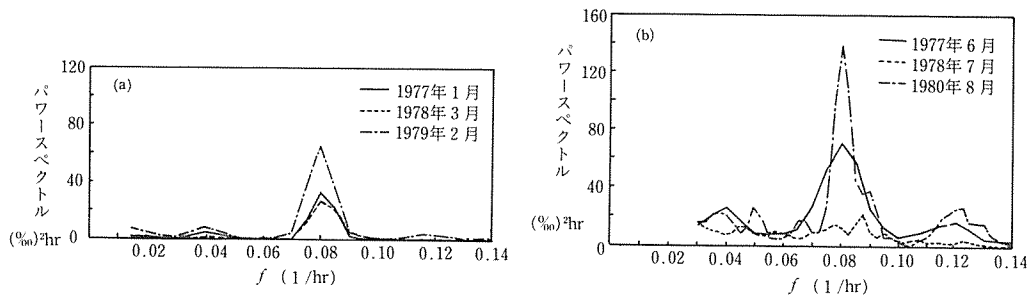 (a)
パワースペクトル
(‰)²hr
120
80
40
0
1977年1月
1978年3月
1979年2月
0.02 0.04 0.06 0.08 0.10 0.12 0.14
f (1/hr)
(b)
パワースペクトル
(‰)²hr
160
120
80
40
0
1977年6月
1978年7月
1980年8月
0.02 0.04 0.06 0.08 0.10 0.12 0.14
f (1/hr)